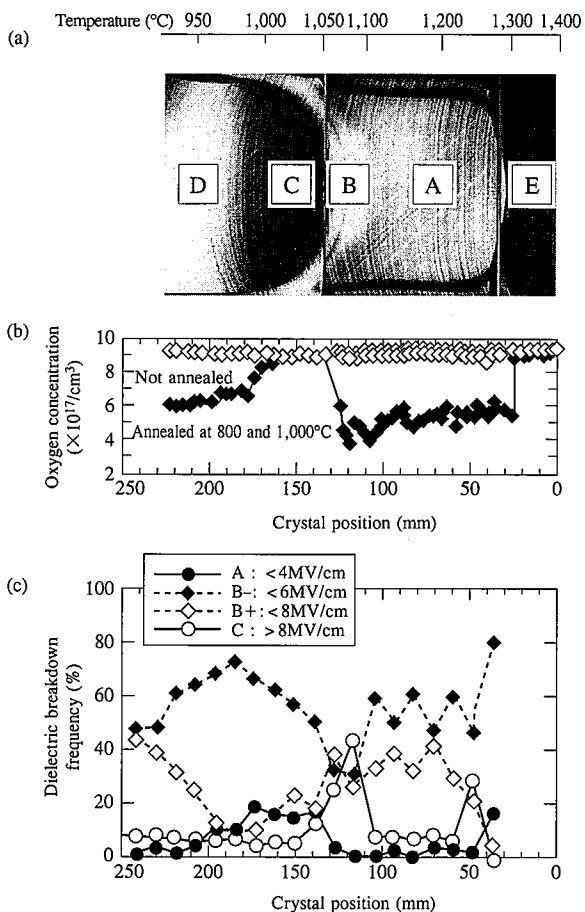 Temperature (°C)
950 1,000 1,050 1,100 1,200 1,300 1,400
(a)
D C B A E
(b)
Oxygen concentration
(×10¹⁷/cm³)
10
8
6
4
2
Not annealed
Annealed at 800 and 1,000°C
250 200 150 100 50 0
Crystal position (mm)
(c)
A : <4MV/cm
B−: <6MV/cm
B+: <8MV/cm
C : >8MV/cm
Dielectric breakdown
frequency (%)
100
80
60
40
20
0
250 200 150 100 50 0
Crystal position (mm)